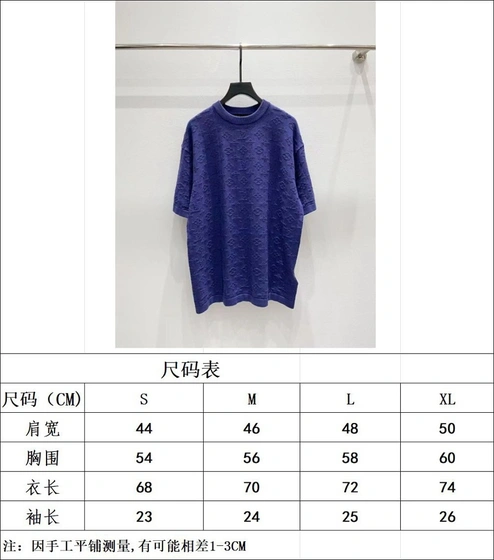 尺码表
尺码（CM) S M L XL
肩宽 44 46 48 50
胸围 54 56 58 60
衣长 68 70 72 74
袖长 23 24 25 26
注：因手工平铺测量,有可能相差1-3CM